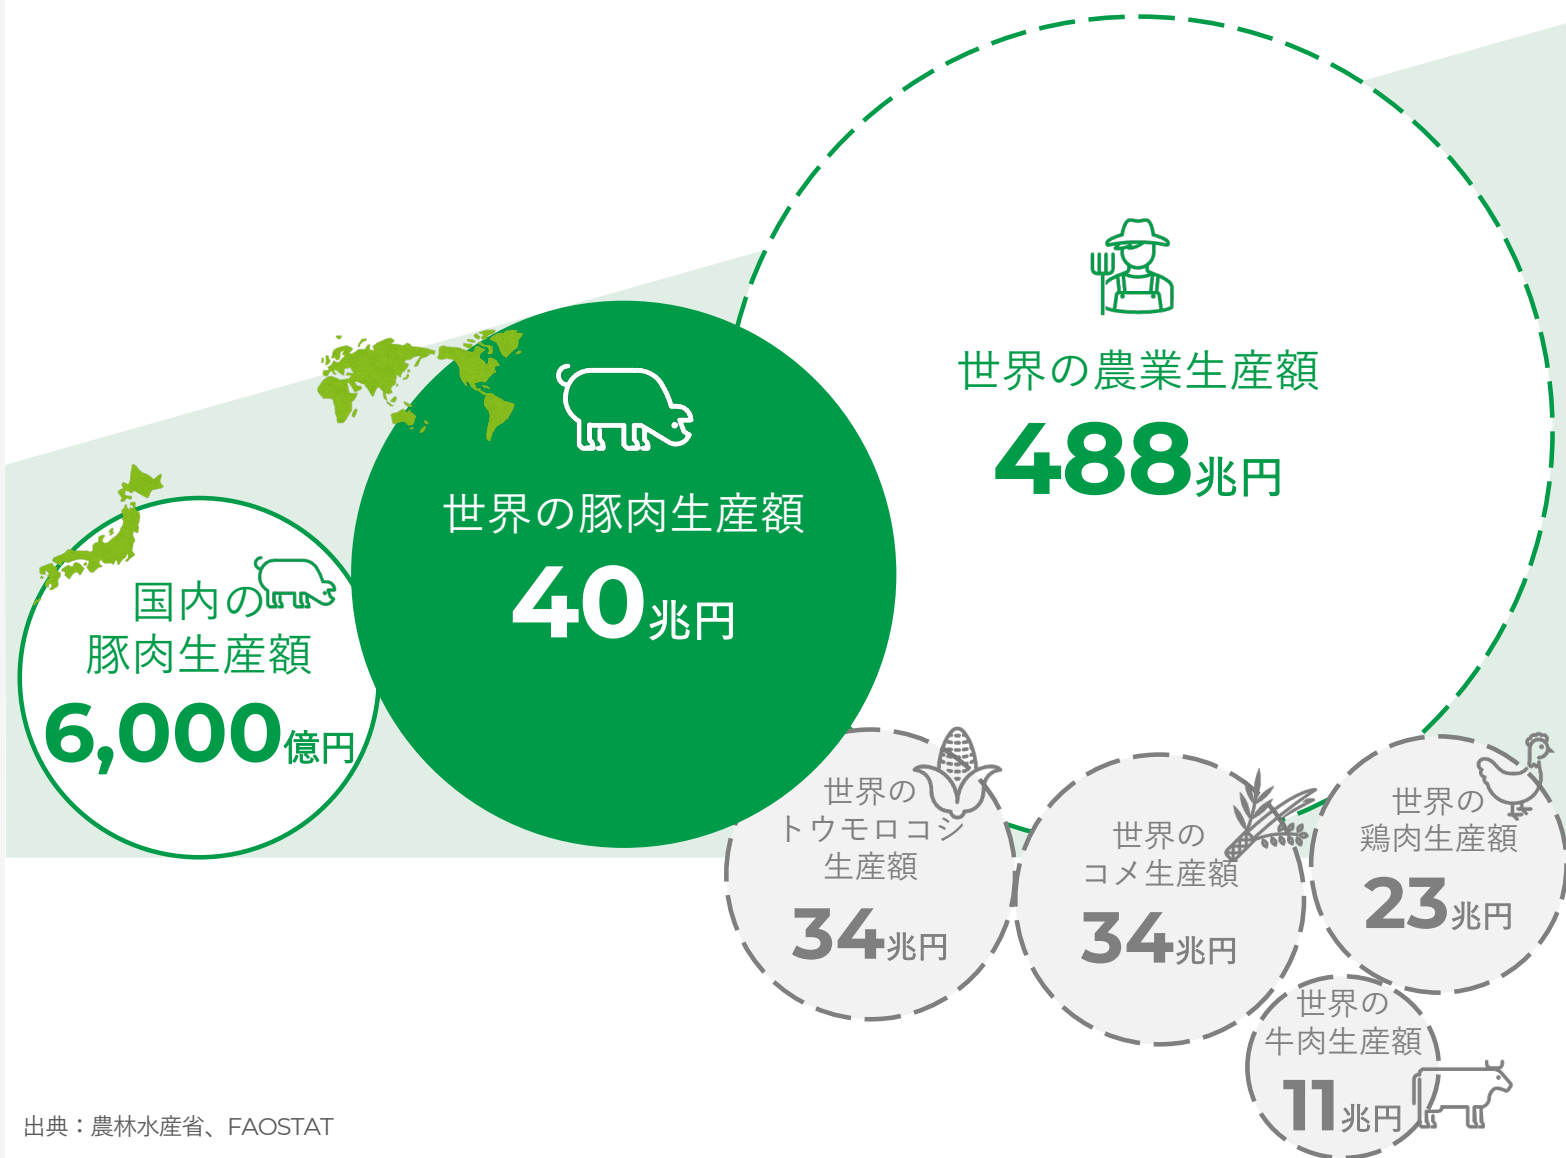 世界の農業生産額
488兆円
世界の豚肉生産額
40兆円
国内の
豚肉生産額
6,000億円
世界の
トウモロコシ
生産額
34兆円
世界の
コメ生産額
34兆円
世界の
鶏肉生産額
23兆円
世界の
牛肉生産額
11兆円
出典：農林水産省、FAOSTAT